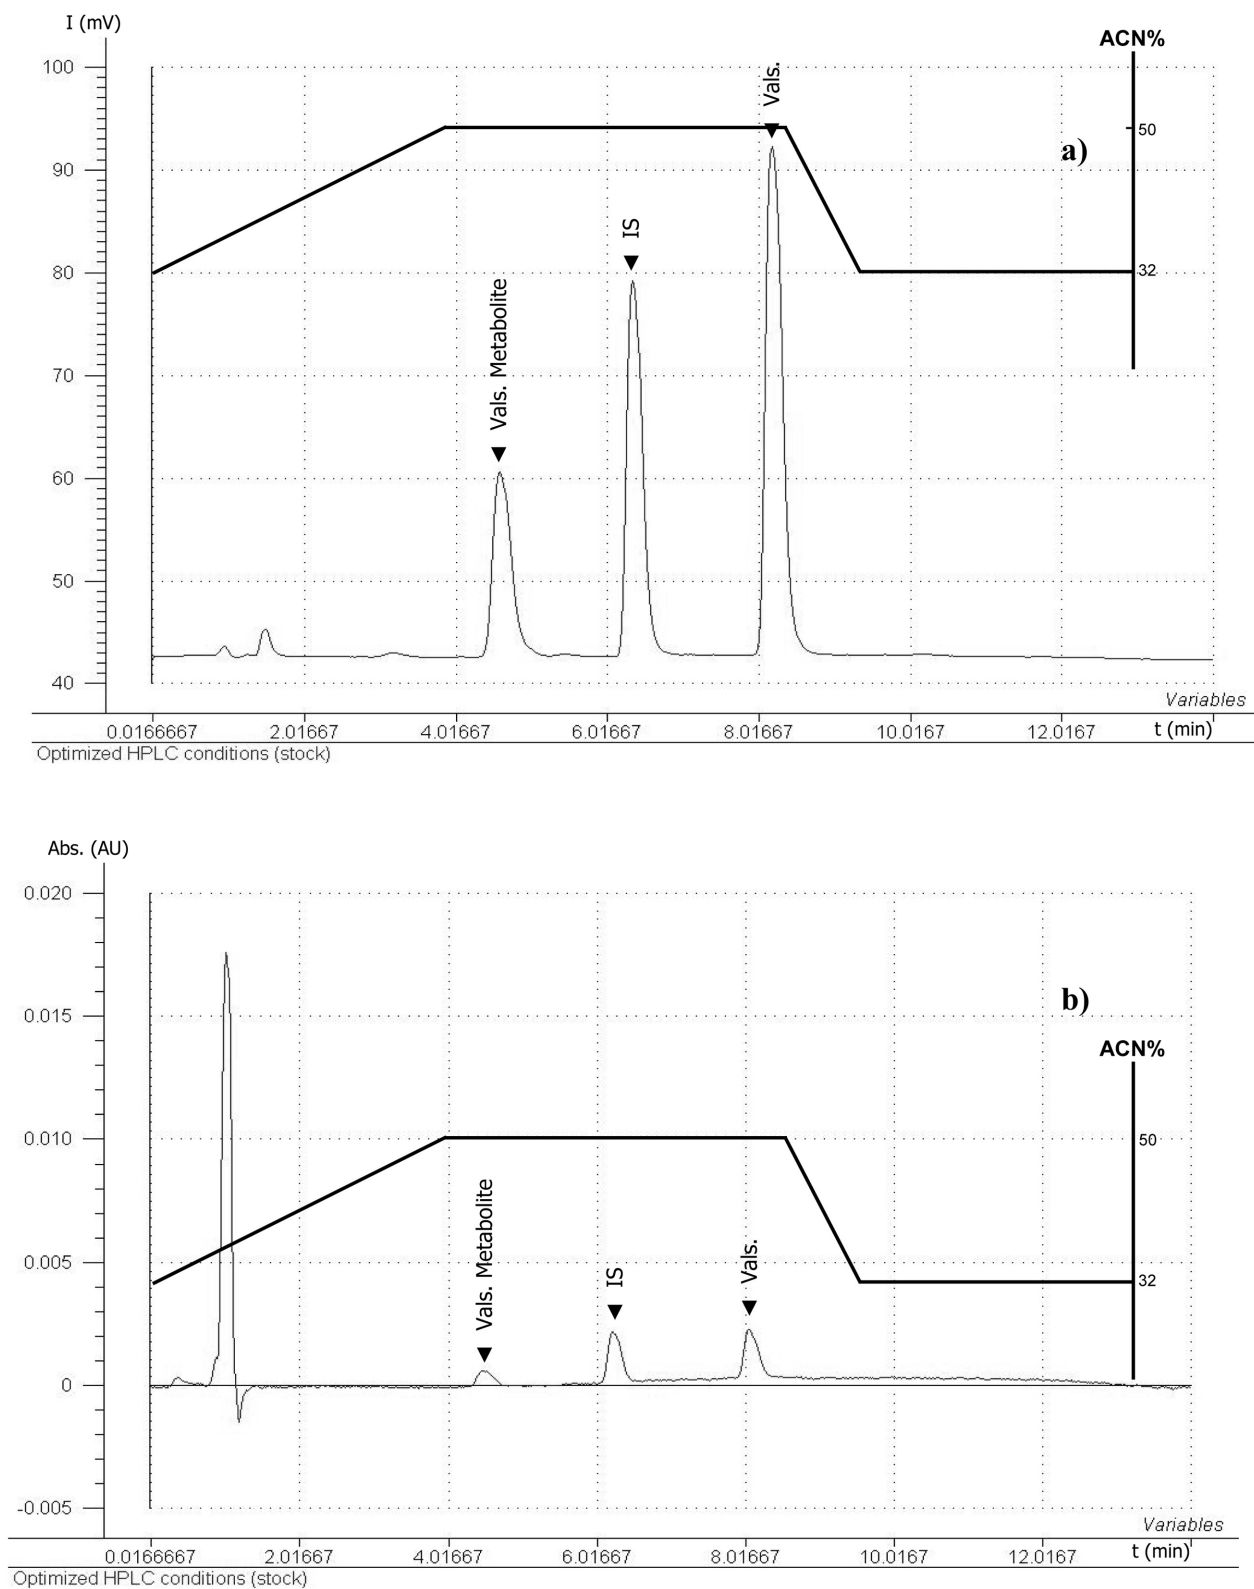 I (mV)
ACN%
100
Vals.
50
a)
90
IS
80
32
Vals. Metabolite
70
60
50
40
Variables
0.0166667 2.01667 4.01667 6.01667 8.01667 10.0167 12.0167 t (min)
Optimized HPLC conditions (stock)
Abs. (AU)
0.020
b)
0.015
ACN%
0.010
50
Vals. Metabolite
IS
Vals.
0.005
32
0
-0.005
Variables
0.0166667 2.01667 4.01667 6.01667 8.01667 10.0167 12.0167 t (min)
Optimized HPLC conditions (stock)